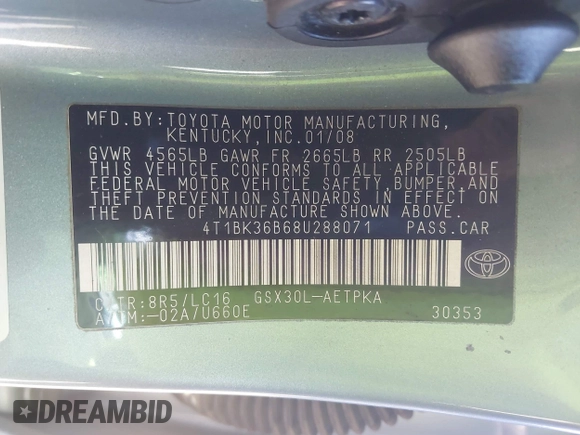 MFD.BY:TOYOTA MOTOR MANUFACTURING,
KENTUCKY,INC.01/08
GVWR 4565LB GAWR FR 2665LB RR 2505LB
THIS VEHICLE CONFORMS TO ALL APPLICABLE
FEDERAL MOTOR VEHICLE SAFETY,BUMPER,AND
THEFT PREVENTION STANDARDS IN EFFECT ON
THE DATE OF MANUFACTURE SHOWN ABOVE.
4T1BK36B68U288071 PASS.CAR
C/TR:8R5/LC16 GSX30L-AETPKA
A/TM:-02A/U660E 30353
DREAMBID